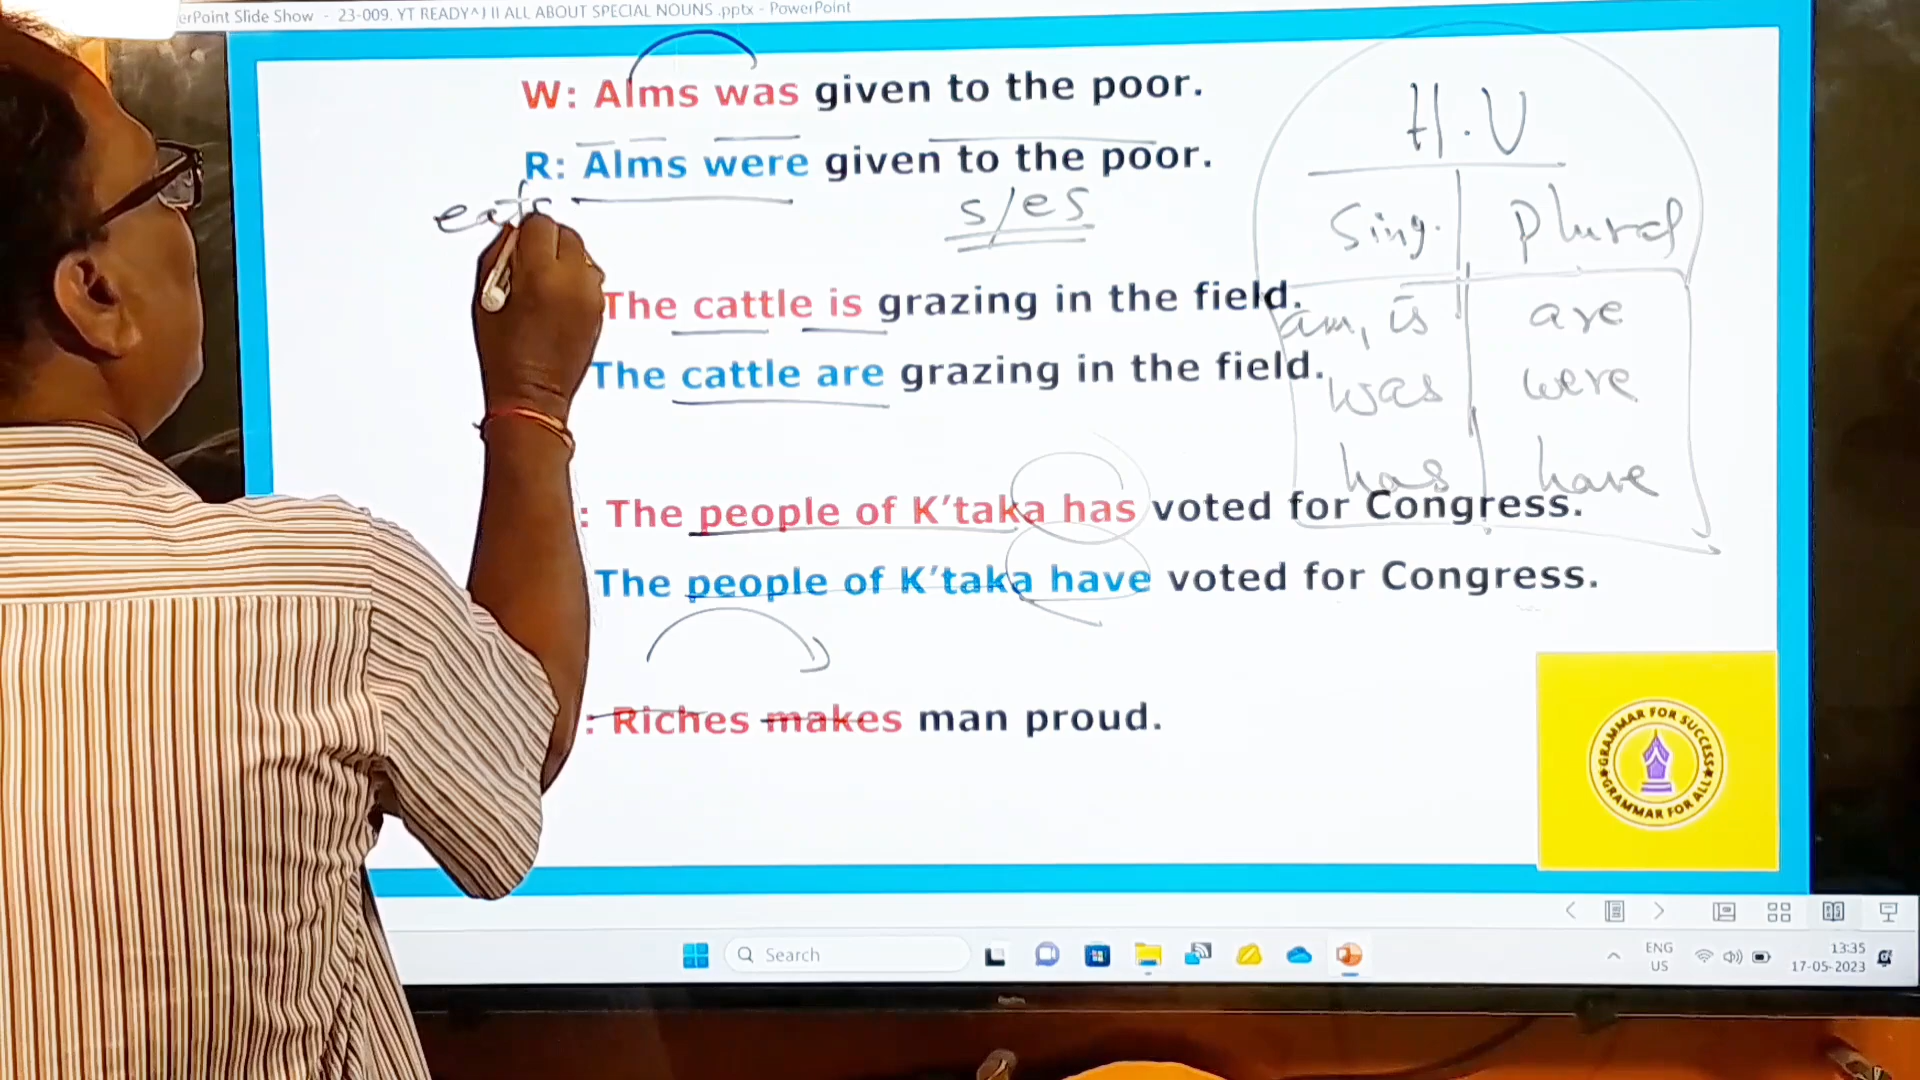 erPoint Slide Show - 23-009. YT READY^J II ALL ABOUT SPECIAL NOUNS .pptx - PowerPoint
W: Alms was given to the poor.
R: Alms were given to the poor.
eats
s/es
The cattle is grazing in the field.
The cattle are grazing in the field.
: The people of K'taka has voted for Congress.
The people of K'taka have voted for Congress.
: Riches makes man proud.
H.V
Sing. Plural
am, is are
was were
has have
GRAMMAR FOR SUCCESS
GRAMMAR FOR ALL
Search
ENG
US
13:35
17-05-2023